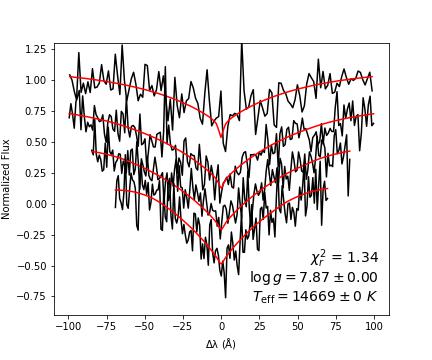 1.25
1.00
0.75
0.50
0.25
0.00
−0.25
−0.50
−0.75
Normalized Flux
χ²ᵣ = 1.34
log g = 7.87 ± 0.00
T_eff = 14669 ± 0 K
−100 −75 −50 −25 0 25 50 75 100
Δλ (Å)